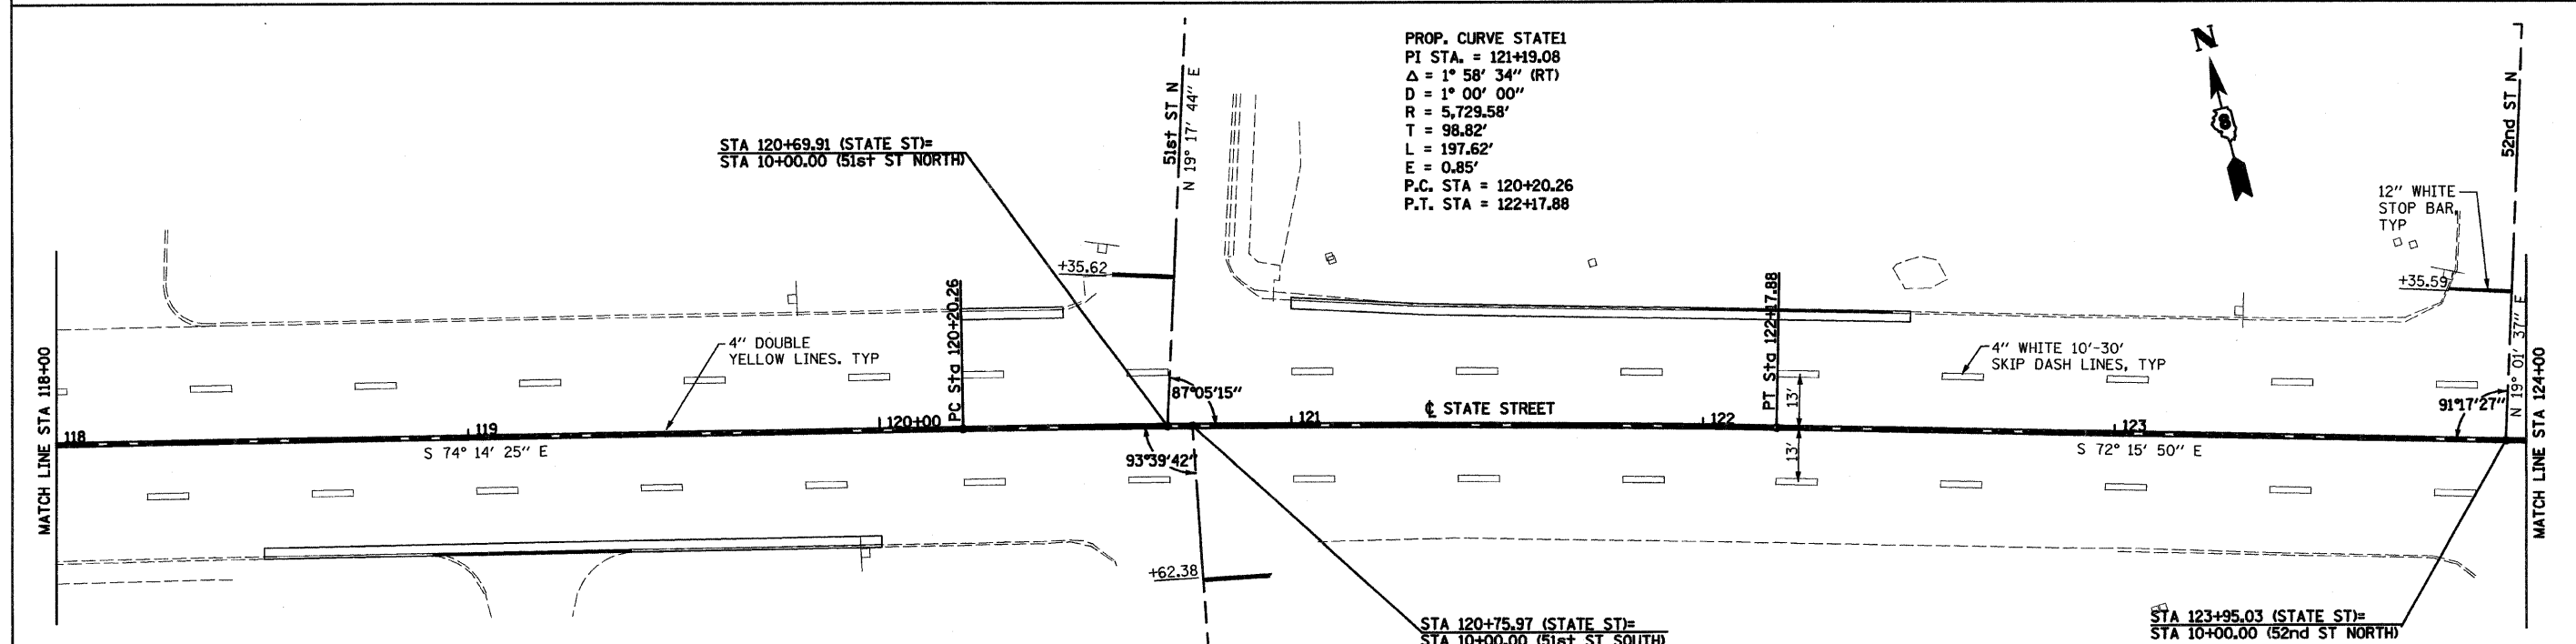 PROP. CURVE STATE1
PI STA. = 121+19.08
Δ = 1° 58' 34" (RT)
D = 1° 00' 00"
R = 5,729.58'
T = 98.82'
L = 197.62'
E = 0.85'
P.C. STA = 120+20.26
P.T. STA = 122+17.88
N
51st ST N
N 19° 17' 44" E
52nd ST N
N 19° 01' 37" E
STA 120+69.91 (STATE ST)=
STA 10+00.00 (51st ST NORTH)
12" WHITE
STOP BAR,
TYP
+35.62
+35.59
PC Sta 120+20.26
PT Sta 122+17.88
4" DOUBLE
YELLOW LINES. TYP
4" WHITE 10'-30'
SKIP DASH LINES, TYP
MATCH LINE STA 118+00
MATCH LINE STA 124+00
87°05'15"
13'
13'
91°17'27"
℄ STATE STREET
118
119
120+00
121
122
123
S 74° 14' 25" E
S 72° 15' 50" E
93°39'42"
+62.38
STA 120+75.97 (STATE ST)=
STA 10+00.00 (51st ST SOUTH)
STA 123+95.03 (STATE ST)=
STA 10+00.00 (52nd ST NORTH)